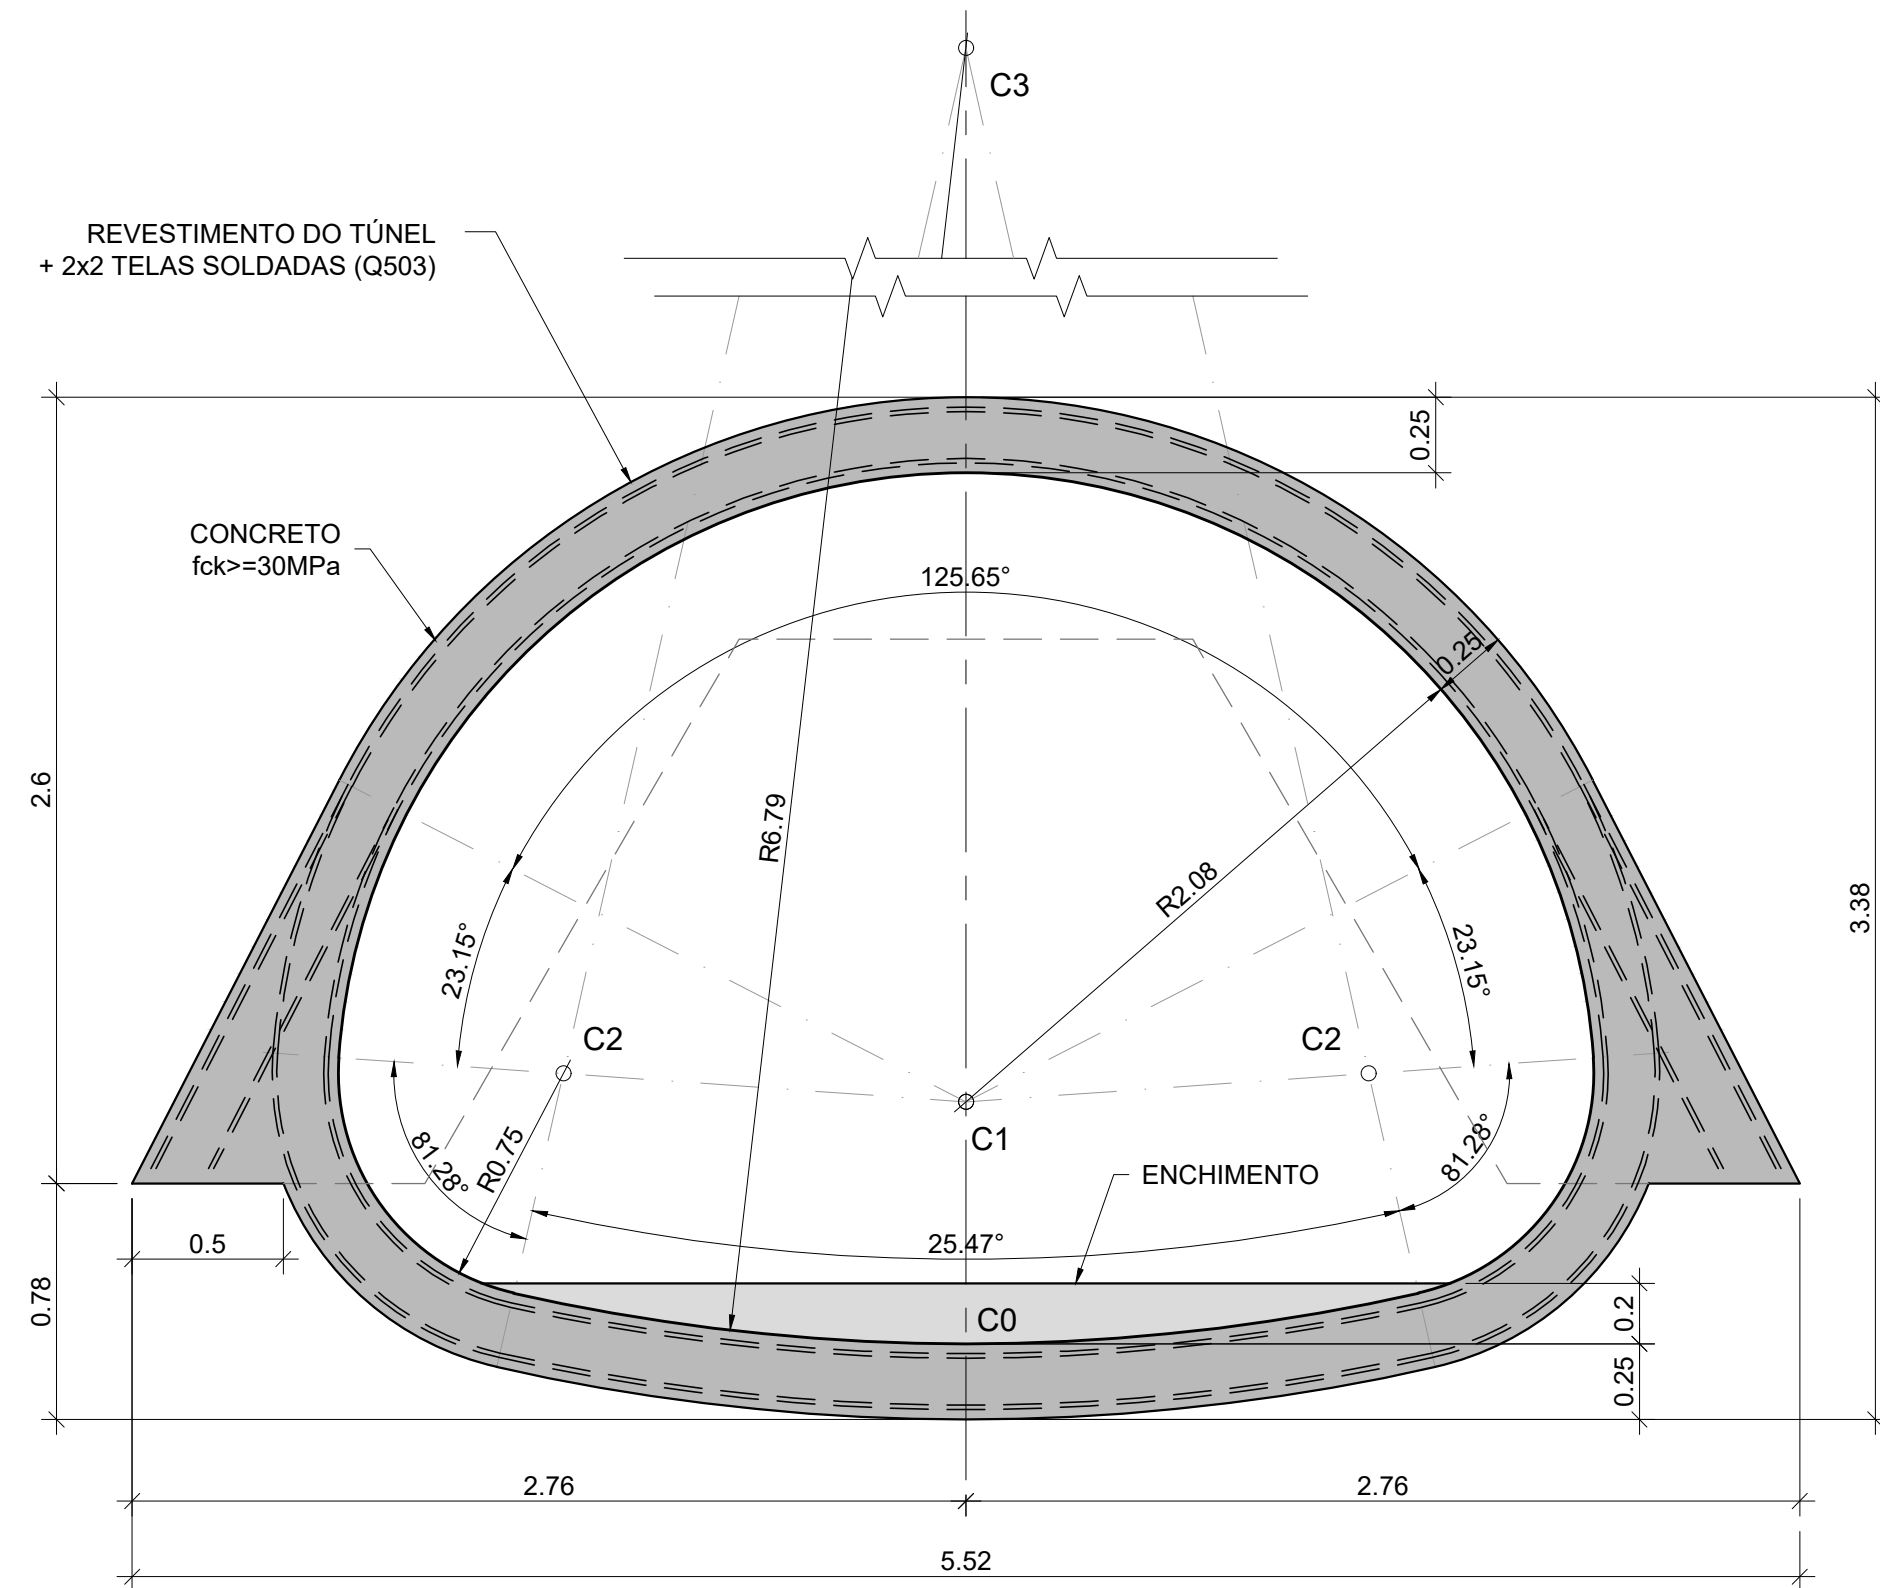 C3
REVESTIMENTO DO TÚNEL
+ 2x2 TELAS SOLDADAS (Q503)
0.25
CONCRETO
fck>=30MPa
125.65°
0.25
2.6
R6.79
R2.08
3.38
23.15°
23.15°
C2
C2
C1
81.28°
R0.75
81.28°
ENCHIMENTO
0.5
25.47°
0.78
C0
0.2
0.25
2.76
2.76
5.52